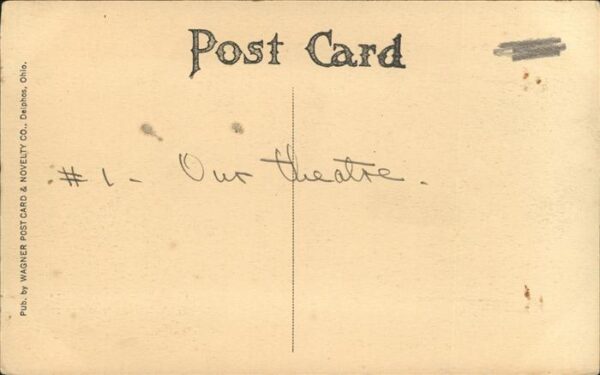 Post Card
Pub. by WAGNER POST CARD & NOVELTY CO., Delphos, Ohio.
#1 - Our theatre.